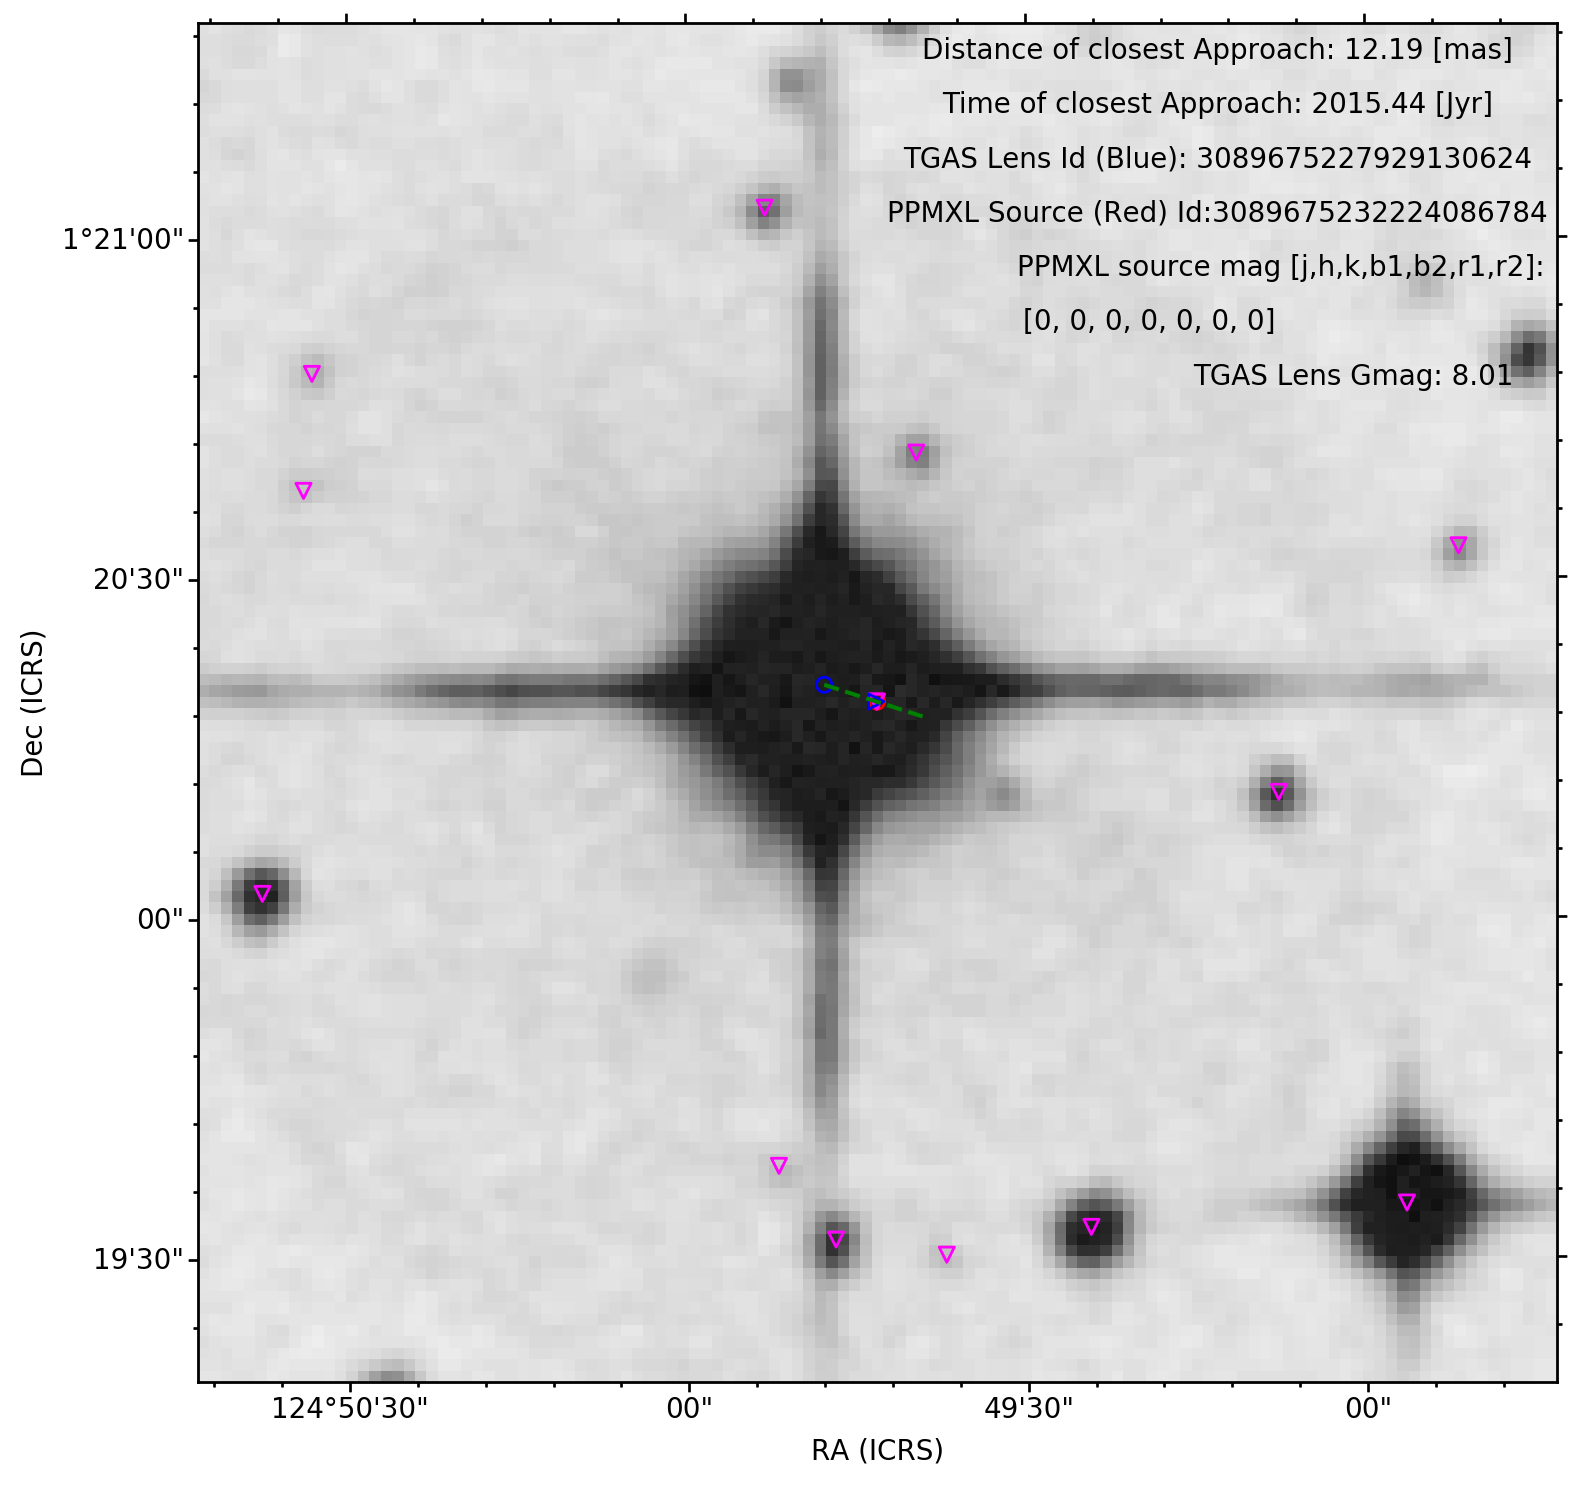 Distance of closest Approach: 12.19 [mas]
Time of closest Approach: 2015.44 [Jyr]
TGAS Lens Id (Blue): 3089675227929130624
PPMXL Source (Red) Id:3089675232224086784
PPMXL source mag [j,h,k,b1,b2,r1,r2]:
[0, 0, 0, 0, 0, 0, 0]
TGAS Lens Gmag: 8.01
1°21'00"
20'30"
00"
19'30"
Dec (ICRS)
124°50'30" 00" 49'30" 00"
RA (ICRS)